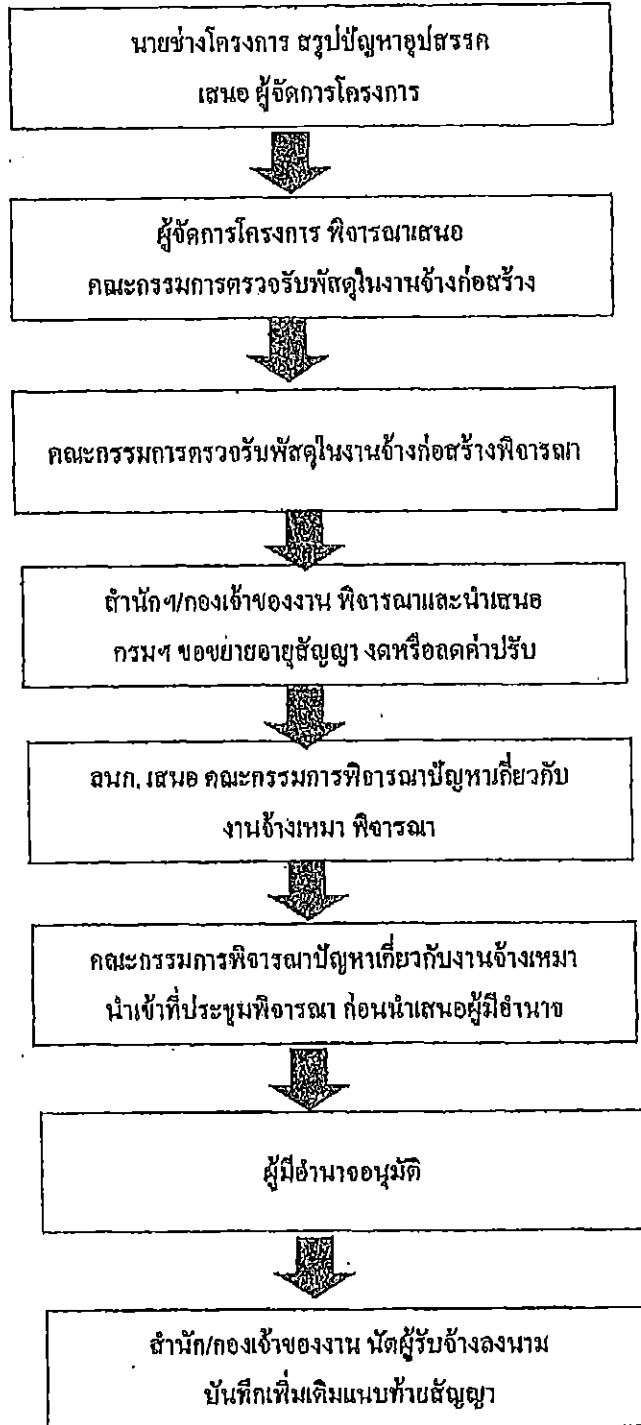 นายช่างโครงการ สรุปปัญหาอุปสรรค
เสนอ ผู้จัดการโครงการ
ผู้จัดการโครงการ พิจารณาเสนอ
คณะกรรมการตรวจรับพัสดุในงานจ้างก่อสร้าง
คณะกรรมการตรวจรับพัสดุในงานจ้างก่อสร้างพิจารณา
สำนักฯ/กองเจ้าของงาน พิจารณาและนำเสนอ
กรมฯ ขอขยายอายุสัญญา งดหรือลดค่าปรับ
ลนก. เสนอ คณะกรรมการพิจารณาปัญหาเกี่ยวกับ
งานจ้างเหมา พิจารณา
คณะกรรมการพิจารณาปัญหาเกี่ยวกับงานจ้างเหมา
นำเข้าที่ประชุมพิจารณา ก่อนนำเสนอผู้มีอำนาจ
ผู้มีอำนาจอนุมัติ
สำนัก/กองเจ้าของงาน นัดผู้รับจ้างลงนาม
บันทึกเพิ่มเติมแนบท้ายสัญญา